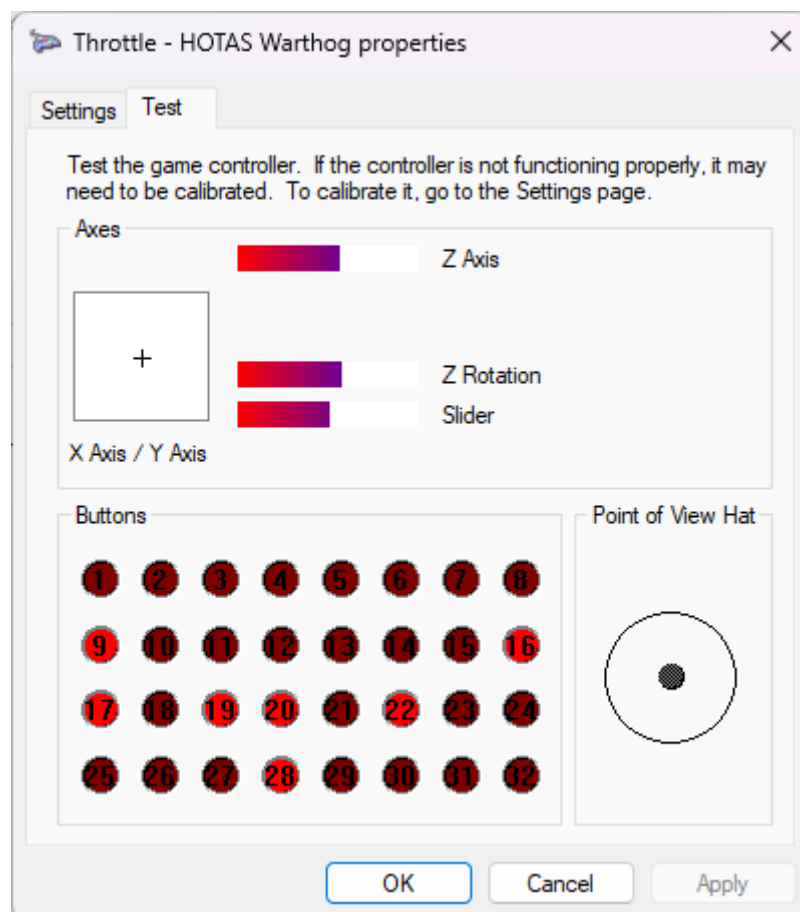 Throttle - HOTAS Warthog properties
Settings Test
Test the game controller. If the controller is not functioning properly, it may
need to be calibrated. To calibrate it, go to the Settings page.
Axes
Z Axis
Z Rotation
Slider
X Axis / Y Axis
Buttons
1 2 3 4 5 6 7 8
9 10 11 12 13 14 15 16
17 18 19 20 21 22 23 24
25 26 27 28 29 30 31 32
Point of View Hat
OK Cancel Apply